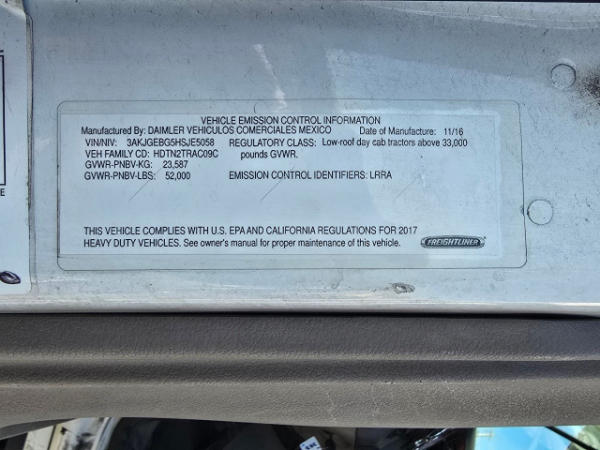 VEHICLE EMISSION CONTROL INFORMATION
Manufactured By: DAIMLER VEHICULOS COMERCIALES MEXICO Date of Manufacture: 11/16
VIN/NIV: 3AKJGEBG5HSJE5058 REGULATORY CLASS: Low-roof day cab tractors above 33,000
VEH FAMILY CD: HDTN2TRAC09C pounds GVWR.
GVWR-PNBV-KG: 23,587
GVWR-PNBV-LBS: 52,000 EMISSION CONTROL IDENTIFIERS: LRRA
THIS VEHICLE COMPLIES WITH U.S. EPA AND CALIFORNIA REGULATIONS FOR 2017
HEAVY DUTY VEHICLES. See owner's manual for proper maintenance of this vehicle.
FREIGHTLINER